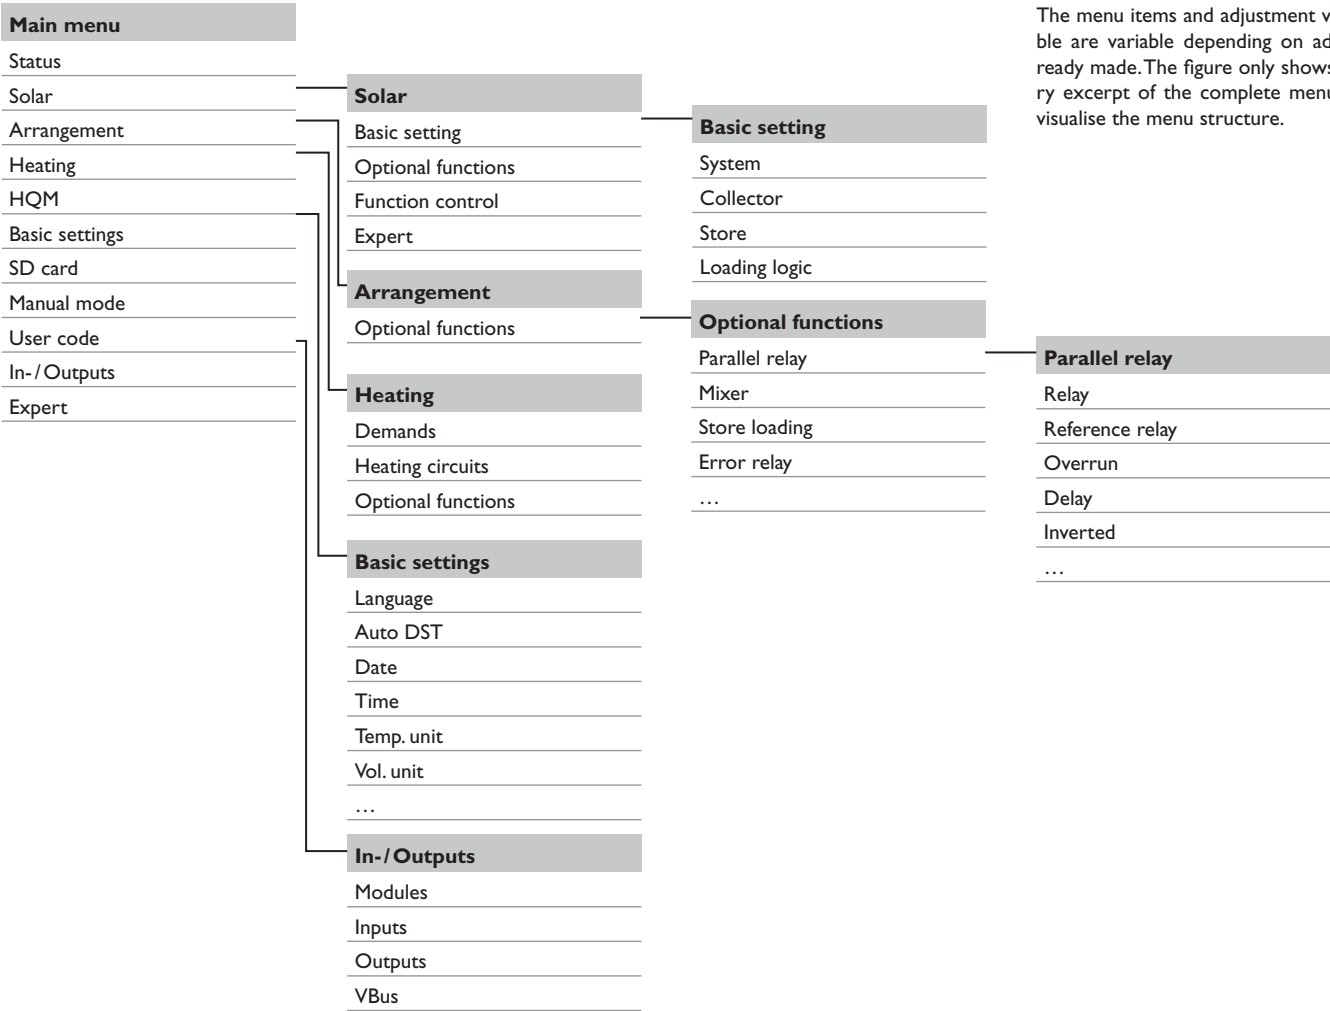 Main menu
Status
Solar
Arrangement
Heating
HQM
Basic settings
SD card
Manual mode
User code
In-/Outputs
Expert
Solar
Basic setting
Optional functions
Function control
Expert
Arrangement
Optional functions
Heating
Demands
Heating circuits
Optional functions
Basic settings
Language
Auto DST
Date
Time
Temp. unit
Vol. unit
…
In-/Outputs
Modules
Inputs
Outputs
VBus
Basic setting
System
Collector
Store
Loading logic
Optional functions
Parallel relay
Mixer
Store loading
Error relay
…
The menu items and adjustment
ble are variable depending on
ready made. The figure only shows
ry excerpt of the complete menu
visualise the menu structure.
Parallel relay
Relay
Reference relay
Overrun
Delay
Inverted
…